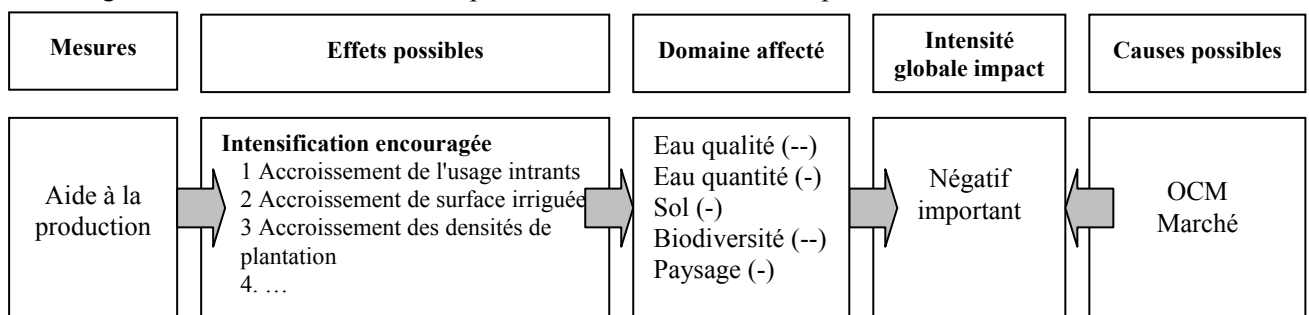 Mesures
Effets possibles
Domaine affecté
Intensité
globale impact
Causes possibles
Aide à la
production
Intensification encouragée
1 Accroissement de l'usage intrants
2 Accroissement de surface irriguée
3 Accroissement des densités de
plantation
4. …
Eau qualité (--)
Eau quantité (-)
Sol (-)
Biodiversité (--)
Paysage (-)
Négatif
important
OCM
Marché